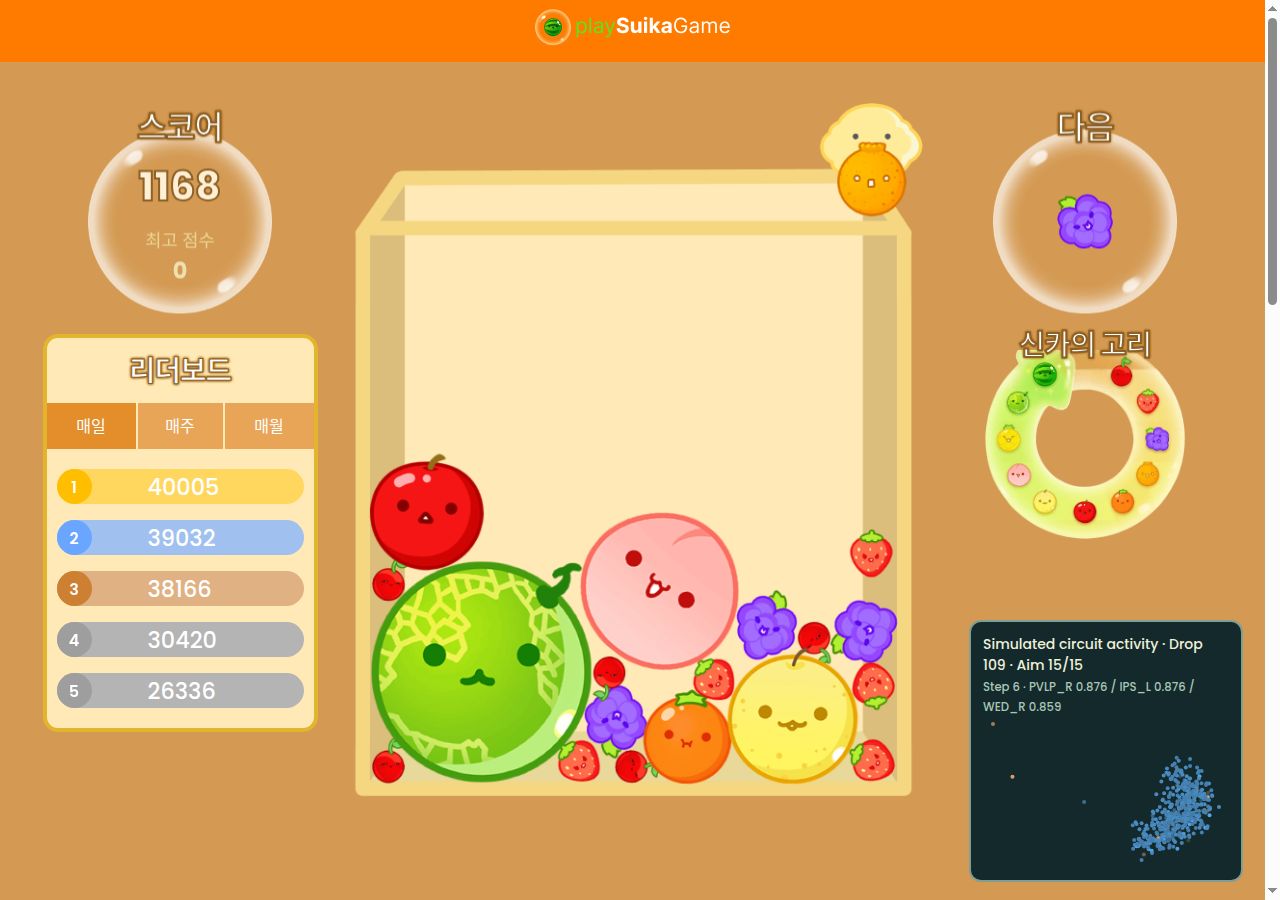 playSuikaGame
스코어
1168
최고 점수
0
다음
신카의 고리
리더보드
매일 매주 매월
1 40005
2 39032
3 38166
4 30420
5 26336
Simulated circuit activity · Drop
109 · Aim 15/15
Step 6 · PVLP_R 0.876 / IPS_L 0.876 /
WED_R 0.859